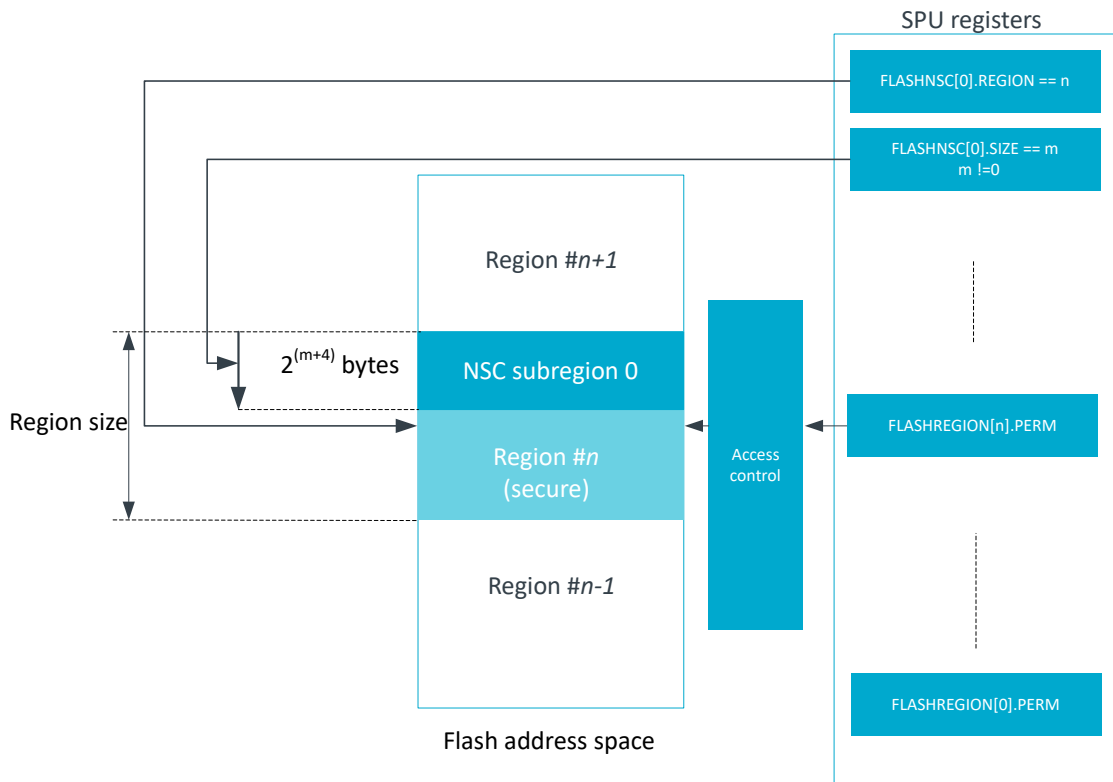 SPU registers
FLASHNSC[0].REGION == n
FLASHNSC[0].SIZE == m
m !=0
Region #n+1
2^(m+4) bytes
NSC subregion 0
Region size
FLASHREGION[n].PERM
Access
control
Region #n
(secure)
Region #n-1
FLASHREGION[0].PERM
Flash address space